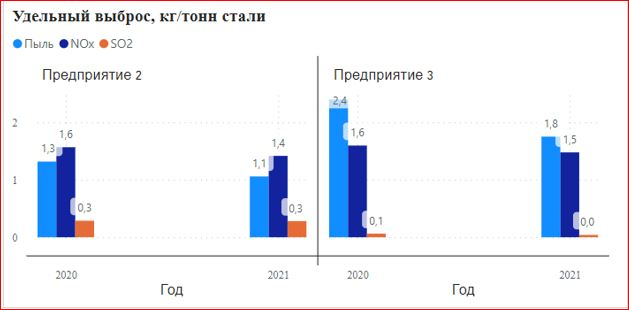 Удельный выброс, кг/тонн стали
Пыль NOx SO2
Предприятие 2 Предприятие 3
2,4
1,6 1,6 1,8
2 1,3 1,4 1,5
1,1
1
0,3 0,3 0,1 0,0
0
2020 2021 2020 2021
Год Год